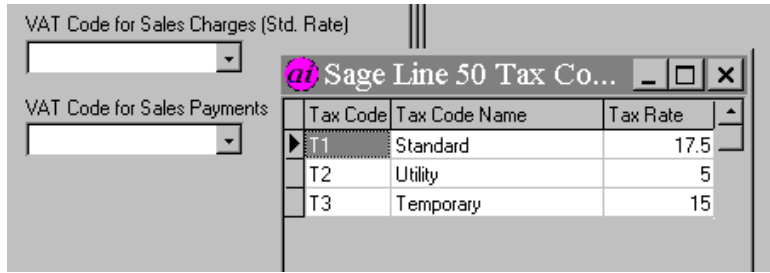 VAT Code for Sales Charges (Std. Rate)
VAT Code for Sales Payments
ai Sage Line 50 Tax Co...
Tax Code Tax Code Name Tax Rate
T1 Standard 17.5
T2 Utility 5
T3 Temporary 15